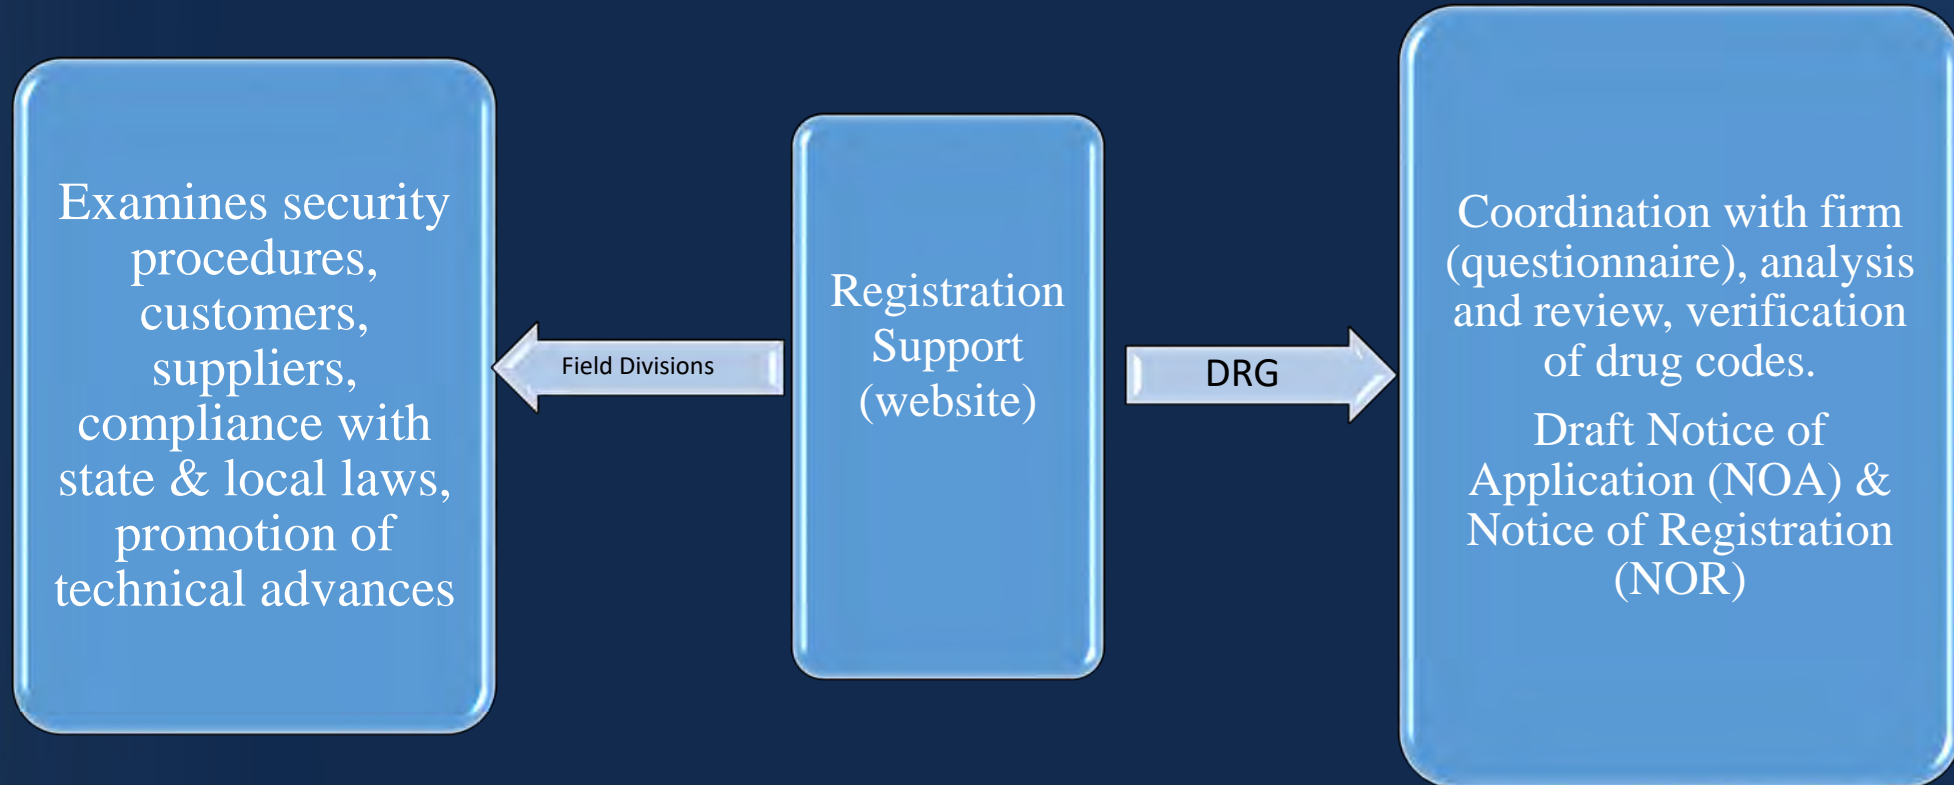 Examines security
procedures,
customers,
suppliers,
compliance with
state & local laws,
promotion of
technical advances
Field Divisions
Registration
Support
(website)
DRG
Coordination with firm
(questionnaire), analysis
and review, verification
of drug codes.
Draft Notice of
Application (NOA) &
Notice of Registration
(NOR)